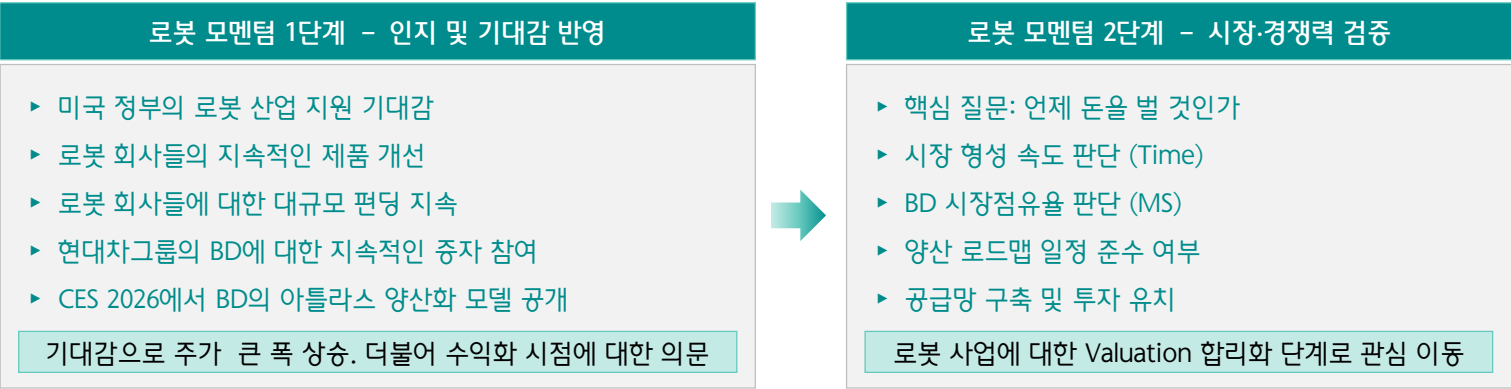 로봇 모멘텀 1단계 – 인지 및 기대감 반영
▸ 미국 정부의 로봇 산업 지원 기대감
▸ 로봇 회사들의 지속적인 제품 개선
▸ 로봇 회사들에 대한 대규모 펀딩 지속
▸ 현대차그룹의 BD에 대한 지속적인 증자 참여
▸ CES 2026에서 BD의 아틀라스 양산화 모델 공개
기대감으로 주가 큰 폭 상승. 더불어 수익화 시점에 대한 의문
로봇 모멘텀 2단계 – 시장·경쟁력 검증
▸ 핵심 질문: 언제 돈을 벌 것인가
▸ 시장 형성 속도 판단 (Time)
▸ BD 시장점유율 판단 (MS)
▸ 양산 로드맵 일정 준수 여부
▸ 공급망 구축 및 투자 유치
로봇 사업에 대한 Valuation 합리화 단계로 관심 이동